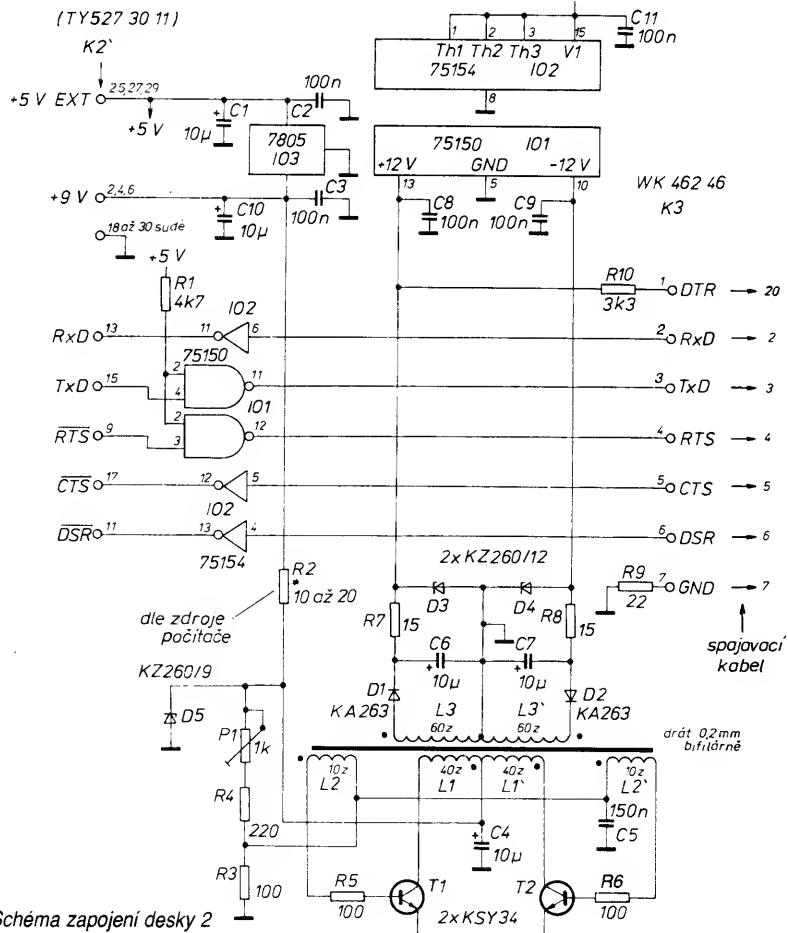 (TY527 30 11)
K2`
+5 V EXT
25,27,29
+5 V
C1
10µ
100n
C2
7805
IO3
+9 V
2,4,6
C10
10µ
C3
100n
18 až 30 sudé
+5 V
R1
4k7
1
2
3
15
Th1
Th2
Th3
V1
75154
IO2
8
C11
100n
75150
IO1
+12 V
GND
-12 V
13
5
10
C8
100n
C9
100n
WK 462 46
K3
R10
3k3
1
DTR
20
RxD
13
IO2
11
6
2
RxD
2
75150
TxD
15
2
4
11
3
TxD
3
IO1
RTS
9
2
3
12
4
RTS
4
CTS
17
12
5
5
CTS
5
IO2
DSR
11
13
4
6
DSR
6
75154
R2
*
10 až 20
dle zdroje
počítače
2xKZ260/12
D3
D4
R7
15
R8
15
C6
10µ
C7
10µ
R9
22
7
GND
7
spajavací
kabel
KZ260/9
D5
P1
1k
R4
220
R3
100
D1
KA263
D2
KA263
L3
60z
L3`
60z
drát 0,2mm
bifilárně
10z
L2
40z
L1
40z
L1`
10z
L2`
150n
C5
C4
10µ
R5
100
T1
T2
R6
100
2xKSY34
Schéma zapojení desky 2